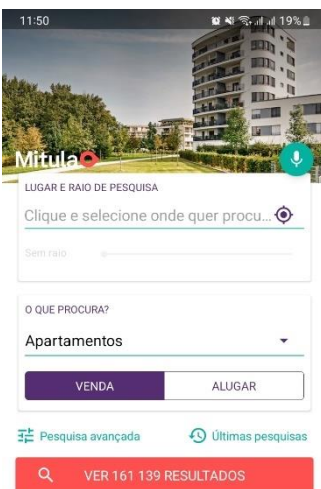 11:50
19%
Mitula
LUGAR E RAIO DE PESQUISA
Clique e selecione onde quer procu...
Sem raio
O QUE PROCURA?
Apartamentos
VENDA
ALUGAR
Pesquisa avançada
Últimas pesquisas
VER 161 139 RESULTADOS